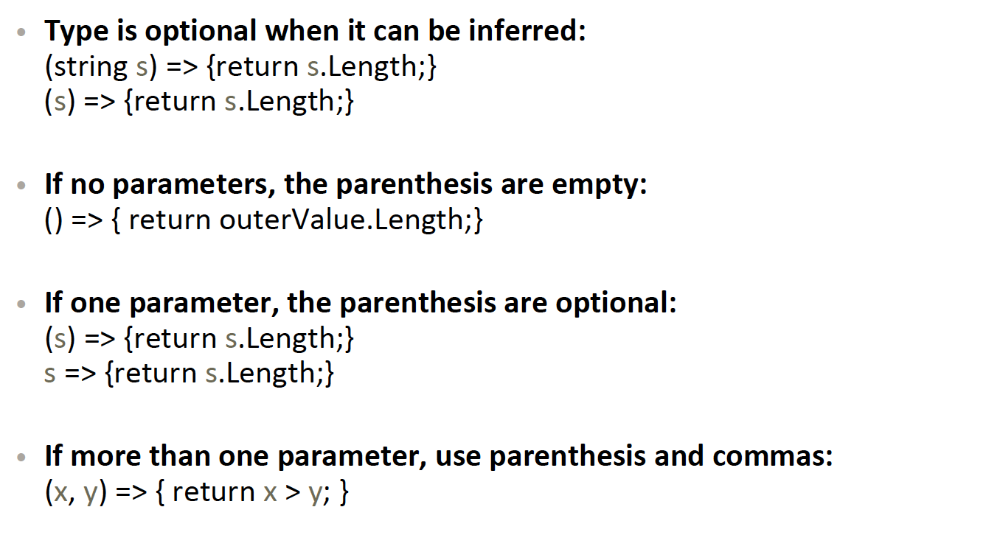 • Type is optional when it can be inferred:
(string s) => {return s.Length;}
(s) => {return s.Length;}
• If no parameters, the parenthesis are empty:
() => { return outerValue.Length;}
• If one parameter, the parenthesis are optional:
(s) => {return s.Length;}
s => {return s.Length;}
• If more than one parameter, use parenthesis and commas:
(x, y) => { return x > y; }